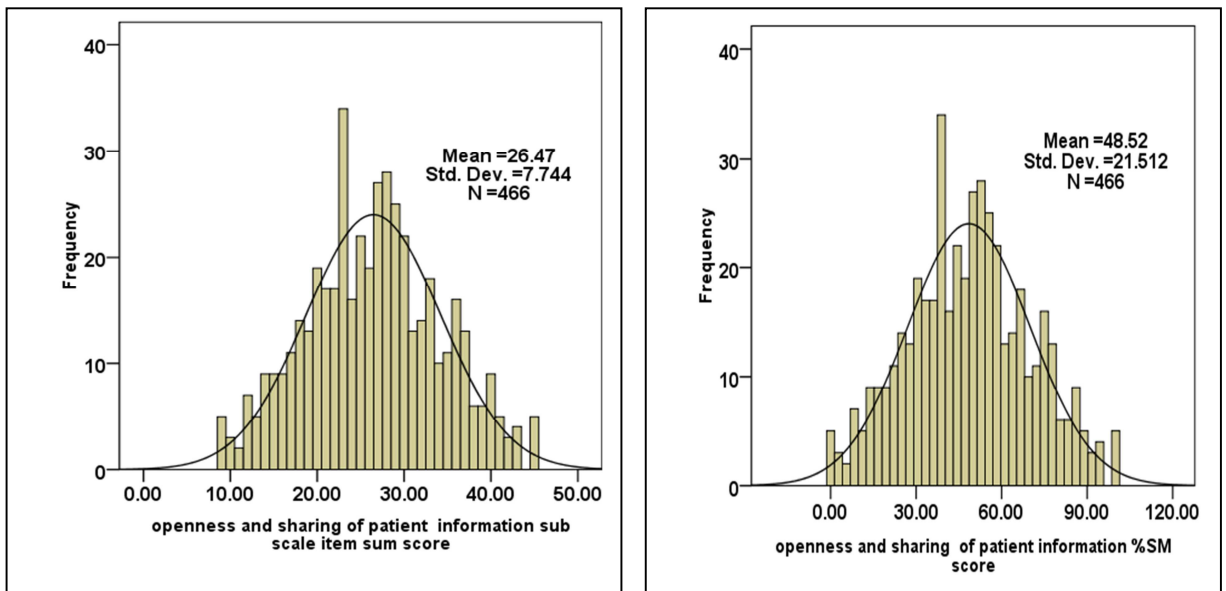 40
30
20
10
0
Frequency
Mean =26.47
Std. Dev. =7.744
N =466
0.00 10.00 20.00 30.00 40.00 50.00
openness and sharing of patient information sub
scale item sum score
40
30
20
10
0
Frequency
Mean =48.52
Std. Dev. =21.512
N =466
0.00 30.00 60.00 90.00 120.00
openness and sharing of patient information %SM
score